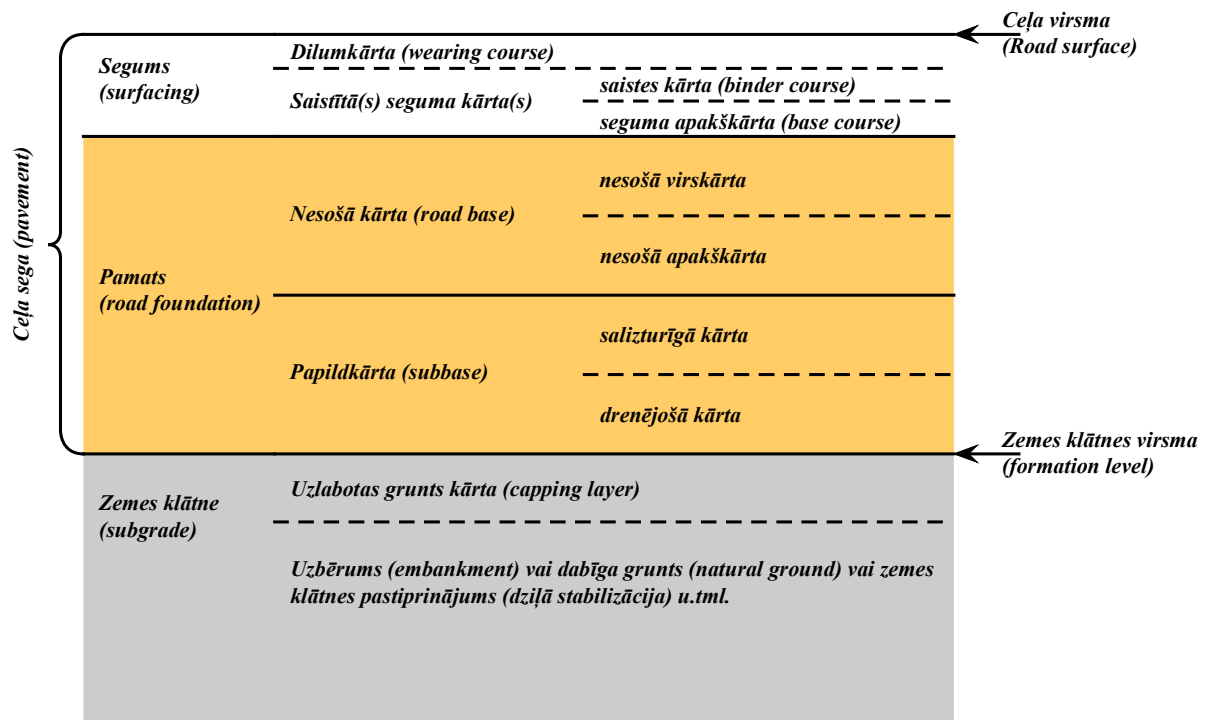 Ceļa virsma
(Road surface)
Dilumkārta (wearing course)
Segums
(surfacing)
saistes kārta (binder course)
Saistītā(s) seguma kārta(s)
seguma apakškārta (base course)
Ceļa sega (pavement)
nesošā virskārta
Nesošā kārta (road base)
nesošā apakškārta
Pamats
(road foundation)
salizturīgā kārta
Papildkārta (subbase)
drenējošā kārta
Zemes klātnes virsma
(formation level)
Uzlabotas grunts kārta (capping layer)
Zemes klātne
(subgrade)
Uzbērums (embankment) vai dabīga grunts (natural ground) vai zemes
klātnes pastiprinājums (dziļā stabilizācija) u.tml.